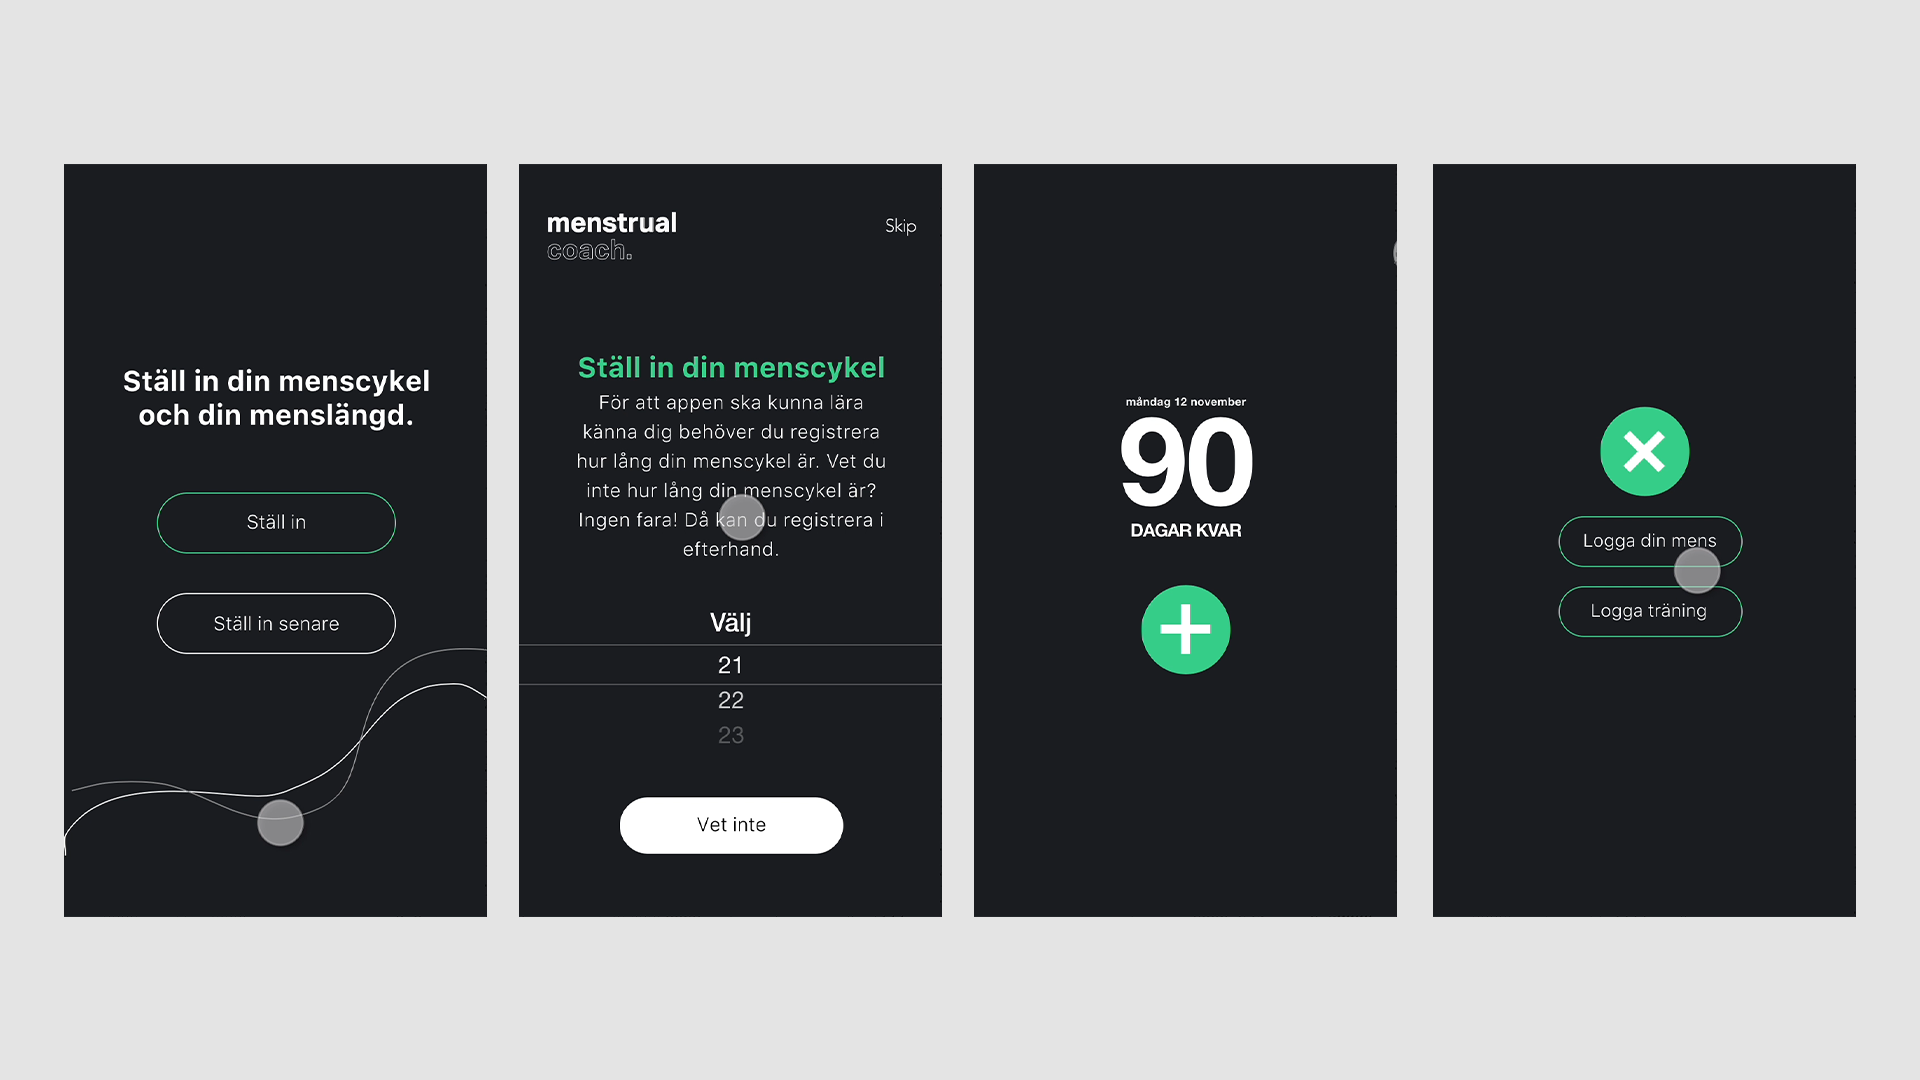 Ställ in din menscykel
och din menslängd.
Ställ in
Ställ in senare
menstrual
coach.
Skip
Ställ in din menscykel
För att appen ska kunna lära
känna dig behöver du registrera
hur lång din menscykel är. Vet du
inte hur lång din menscykel är?
Ingen fara! Då kan du registrera i
efterhand.
Välj
21
22
23
Vet inte
måndag 12 november
90
DAGAR KVAR
Logga din mens
Logga träning